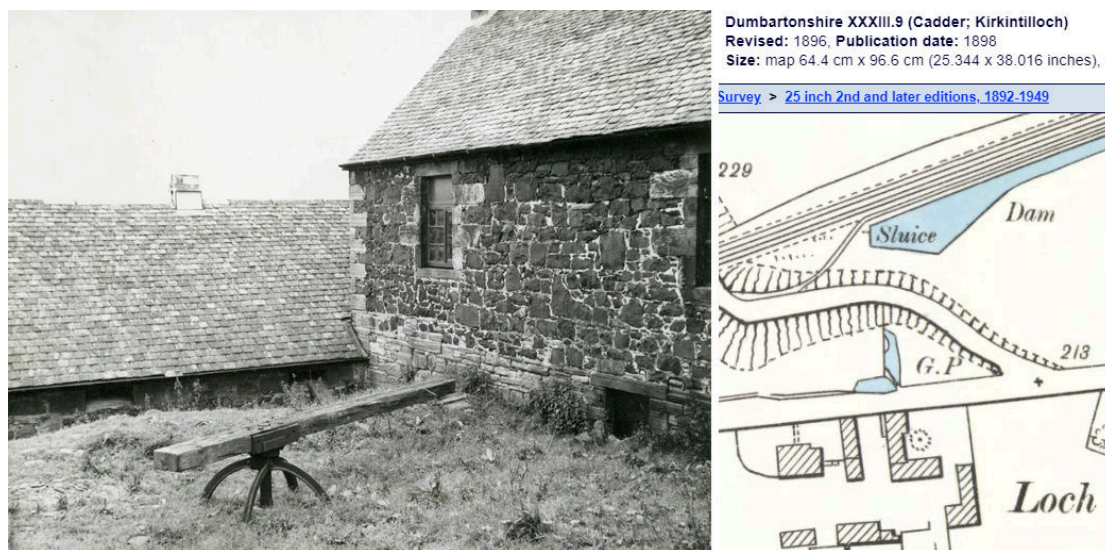 Dumbartonshire XXXIII.9 (Cadder; Kirkintilloch)
Revised: 1896, Publication date: 1898
Size: map 64.4 cm x 96.6 cm (25.344 x 38.016 inches),
Survey > 25 inch 2nd and later editions, 1892-1949
229
Dam
Sluice
213
G.P
Loch